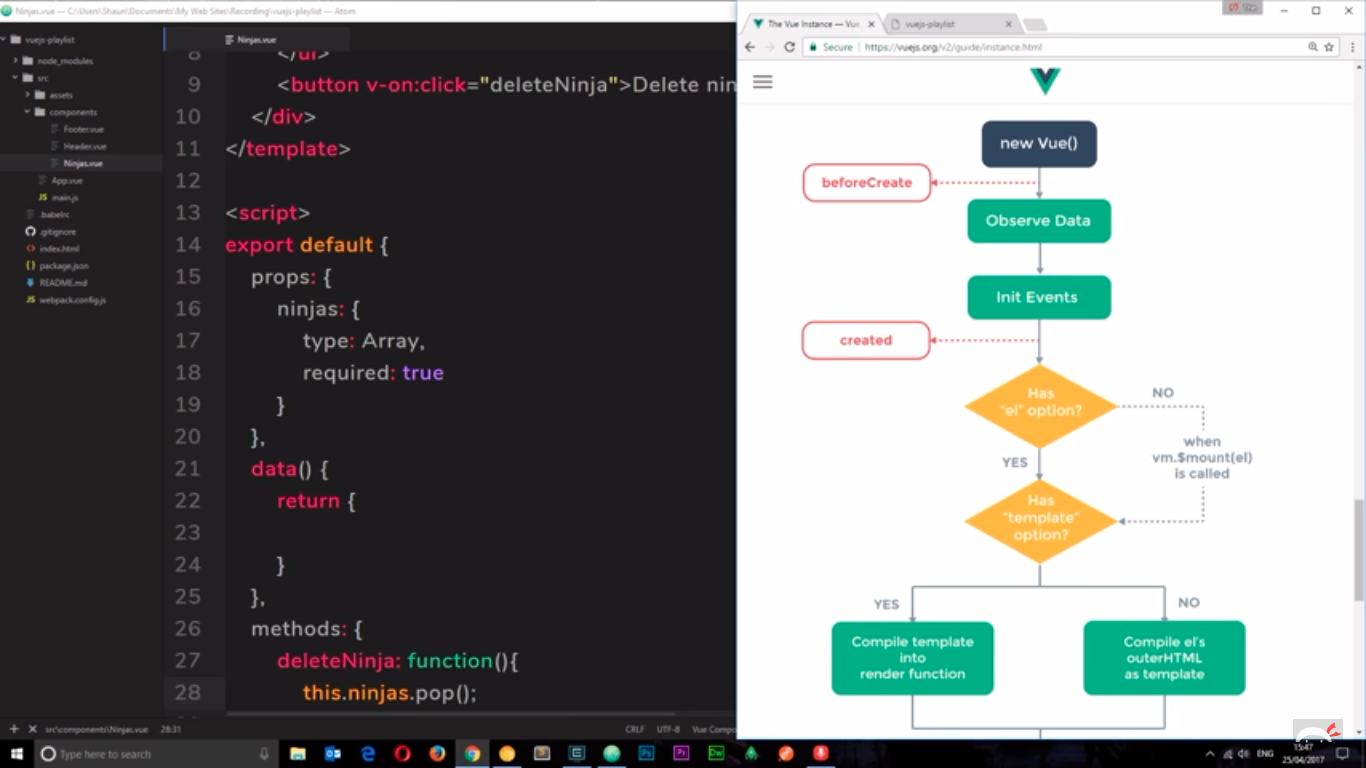 Ninjas.vue — C:\Users\Shaun\Documents\My Web Sites\Recording\vuejs-playlist — Atom
vuejs-playlist
node_modules
src
assets
components
Footer.vue
Header.vue
Ninjas.vue
App.vue
main.js
.babelrc
.gitignore
index.html
package.json
README.md
webpack.config.js
Ninjas.vue
8 </ul>
9 <button v-on:click="deleteNinja">Delete nin
10 </div>
11 </template>
12
13 <script>
14 export default {
15 props: {
16 ninjas: {
17 type: Array,
18 required: true
19 }
20 },
21 data() {
22 return {
23
24 }
25 },
26 methods: {
27 deleteNinja: function(){
28 this.ninjas.pop();
src\components\Ninjas.vue 28:31 CRLF UTF-8 Vue Compo
The Vue Instance — Vue
vuejs-playlist
Secure https://vuejs.org/v2/guide/instance.html
new Vue()
beforeCreate
Observe Data
Init Events
created
Has
"el" option?
NO
when
vm.$mount(el)
is called
YES
Has
"template"
option?
YES
NO
Compile template
into
render function
Compile el's
outerHTML
as template
Type here to search
ENG
15:47
25/04/2017